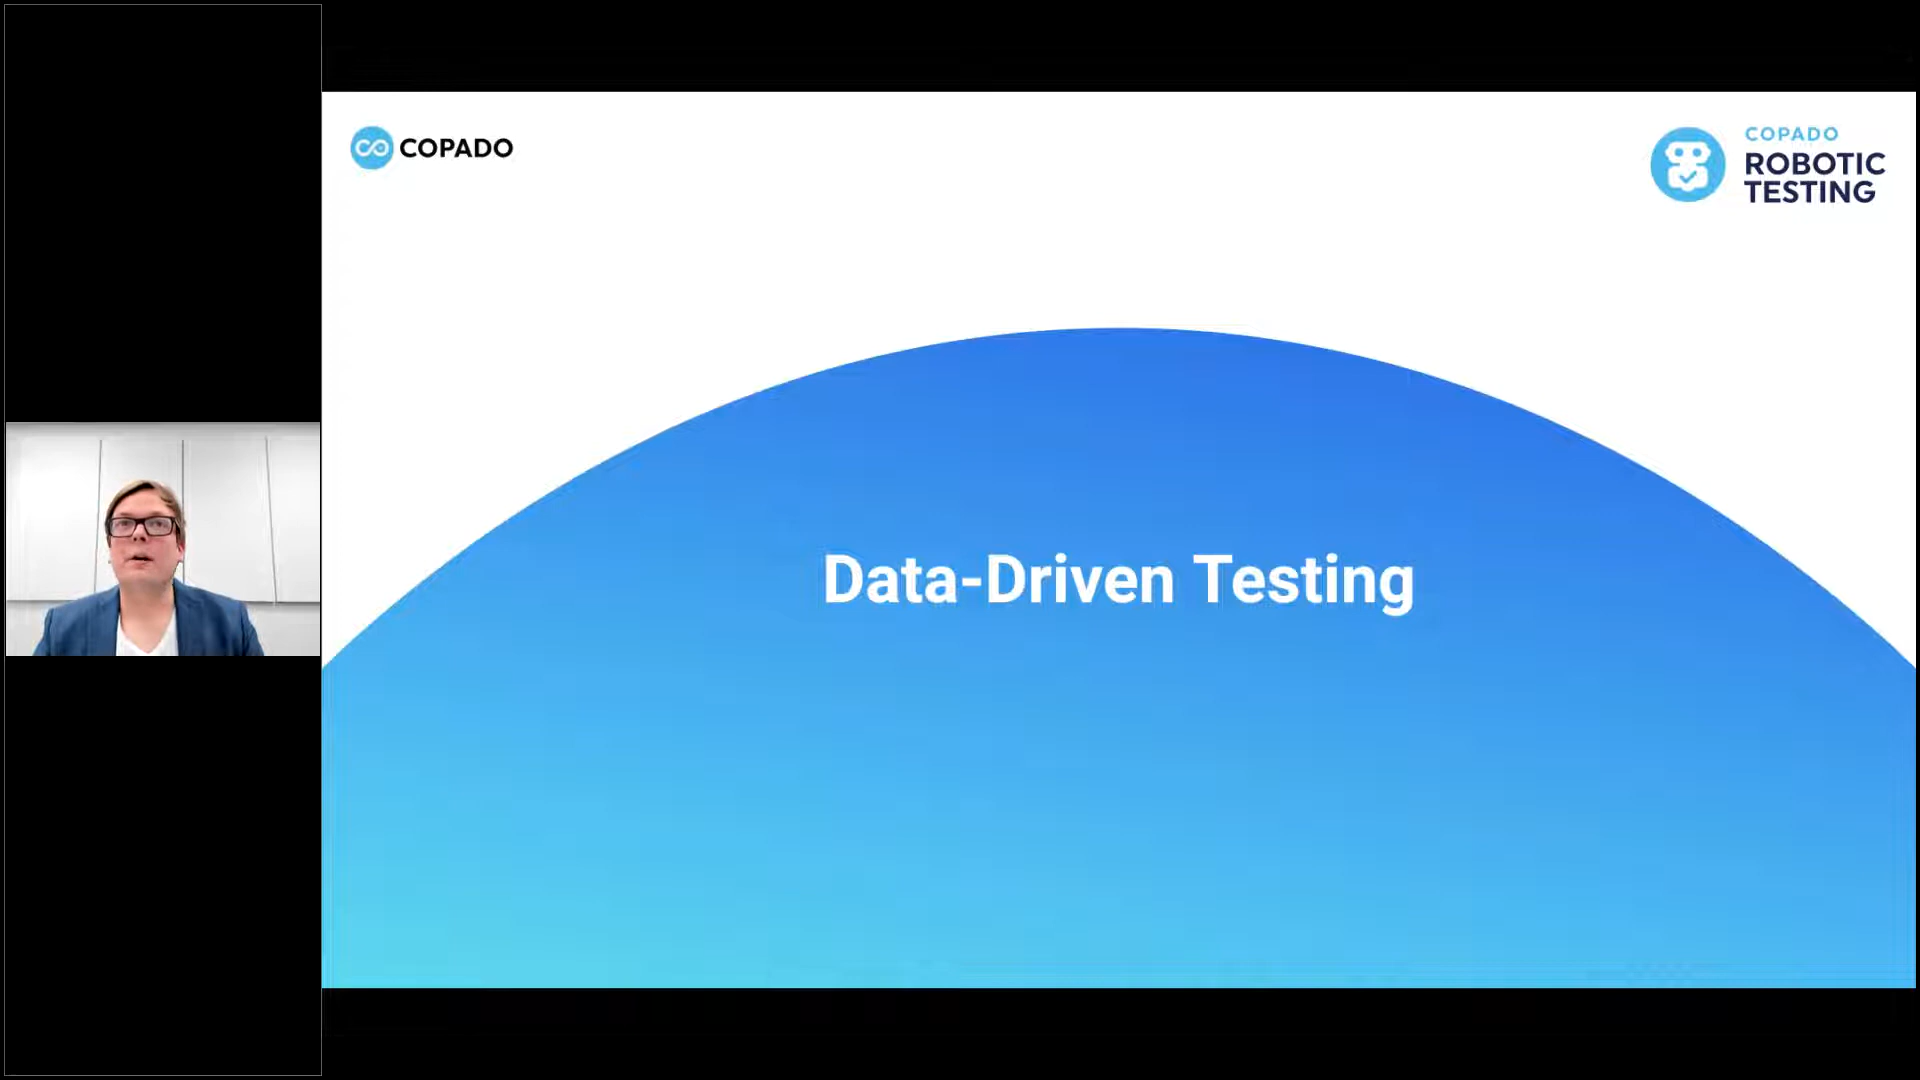 COPADO
COPADO
ROBOTIC
TESTING
Data-Driven Testing